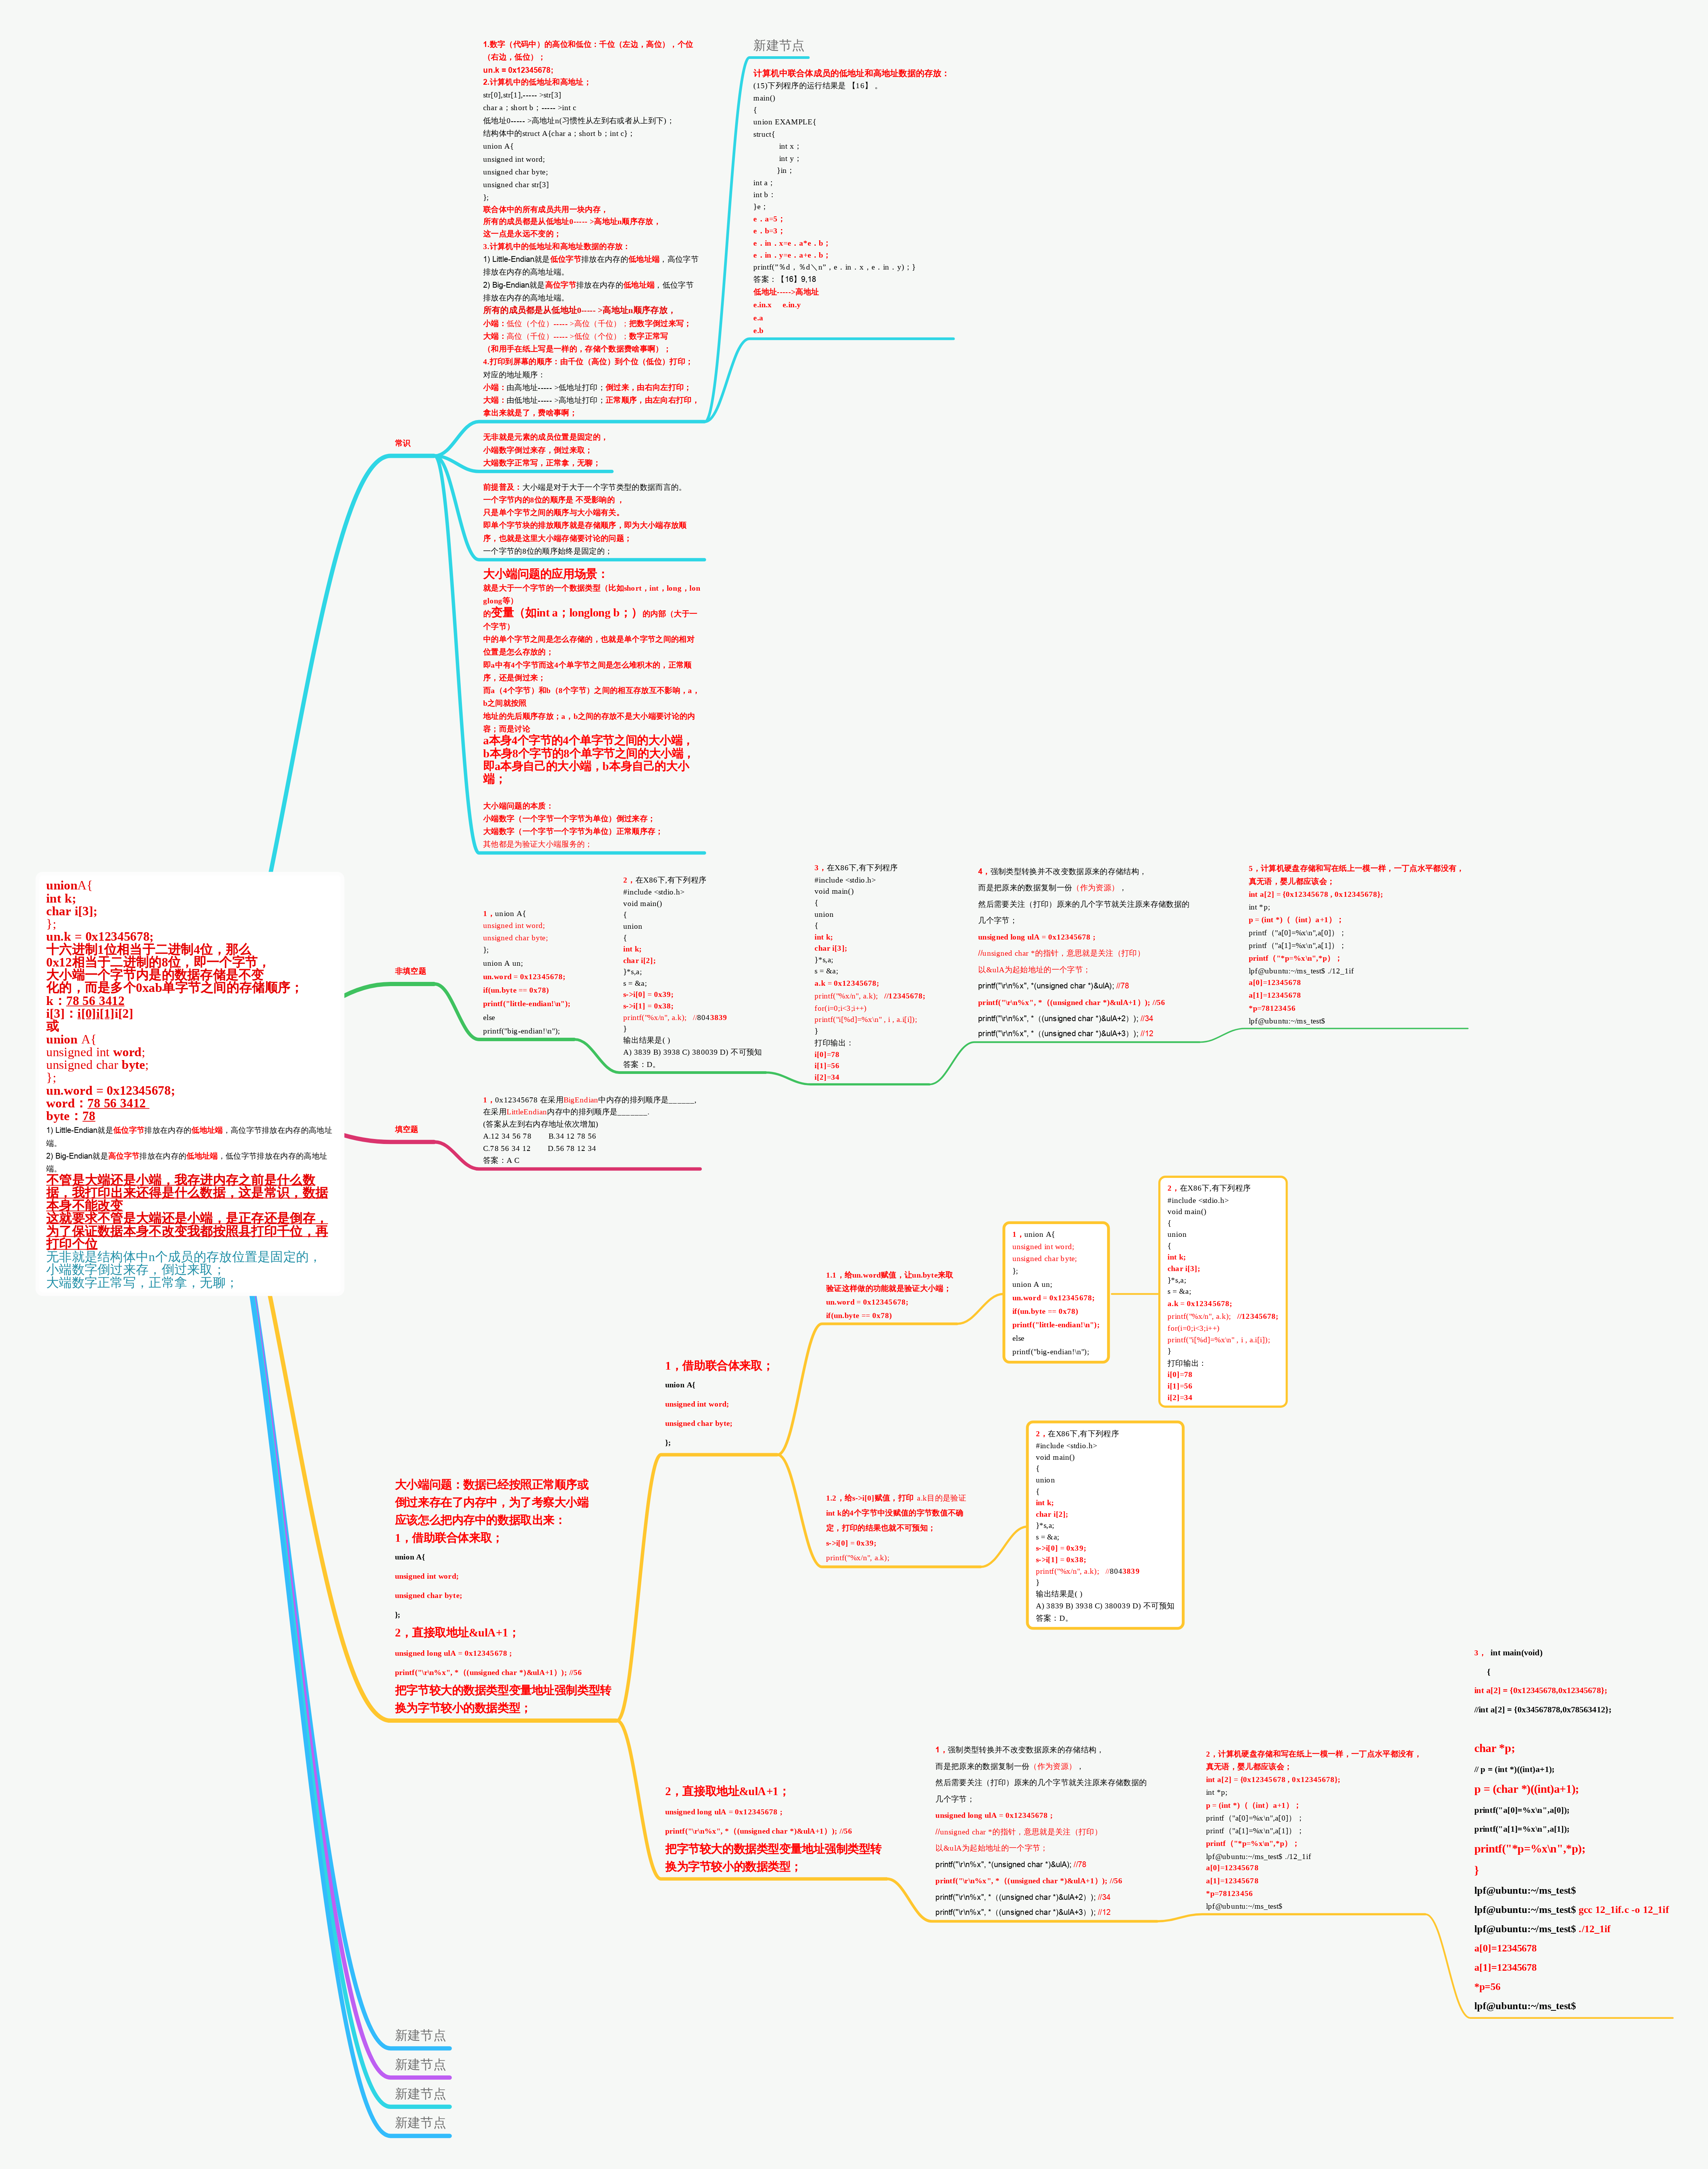 unionA{
int k;
char i[3];
};
un.k = 0x12345678;
十六进制1位相当于二进制4位，那么
0x12相当于二进制的8位，即一个字节，
大小端一个字节内是的数据存储是不变
化的，而是多个0xab单字节之间的存储顺序；
k：78 56 3412
i[3]：i[0]i[1]i[2]
或
union A{
unsigned int word;
unsigned char byte;
};
un.word = 0x12345678;
word：78 56 3412
byte：78
1) Little-Endian就是低位字节排放在内存的低地址端，高位字节排放在内存的高地址
端。
2) Big-Endian就是高位字节排放在内存的低地址端，低位字节排放在内存的高地址
端。
不管是大端还是小端，我存进内存之前是什么数
据，我打印出来还得是什么数据，这是常识，数据
本身不能改变
这就要求不管是大端还是小端，是正存还是倒存，
为了保证数据本身不改变我都按照县打印千位，再
打印个位
无非就是结构体中n个成员的存放位置是固定的，
小端数字倒过来存，倒过来取；
大端数字正常写，正常拿，无聊；
常识
1.数字（代码中）的高位和低位：千位（左边，高位），个位
（右边，低位）；
un.k = 0x12345678;
2.计算机中的低地址和高地址；
str[0],str[1],----- >str[3]
char a；short b；----- >int c
低地址0----- >高地址n(习惯性从左到右或者从上到下)；
结构体中的struct A{char a；short b；int c}；
union A{
unsigned int word;
unsigned char byte;
unsigned char str[3]
};
联合体中的所有成员共用一块内存，
所有的成员都是从低地址0----- >高地址n顺序存放，
这一点是永远不变的；
3.计算机中的低地址和高地址数据的存放：
1) Little-Endian就是低位字节排放在内存的低地址端，高位字节
排放在内存的高地址端。
2) Big-Endian就是高位字节排放在内存的低地址端，低位字节
排放在内存的高地址端。
所有的成员都是从低地址0----- >高地址n顺序存放，
小端：低位（个位）----- >高位（千位）；把数字倒过来写；
大端：高位（千位）----- >低位（个位）；数字正常写
（和用手在纸上写是一样的，存储个数据费啥事啊）；
4.打印到屏幕的顺序：由千位（高位）到个位（低位）打印；
对应的地址顺序：
小端：由高地址----- >低地址打印；倒过来，由右向左打印；
大端：由低地址----- >高地址打印；正常顺序，由左向右打印，
拿出来就是了，费啥事啊；
新建节点
计算机中联合体成员的低地址和高地址数据的存放：
(15)下列程序的运行结果是 【16】 。
main()
{
union EXAMPLE{
struct{
int x；
int y；
}in；
int a；
int b：
}e；
e．a=5；
e．b=3；
e．in．x=e．a*e．b；
e．in．y=e．a+e．b；
printf("％d，％d＼n"，e．in．x，e．in．y)；}
答案：【16】9,18
低地址----->高地址
e.in.x e.in.y
e.a
e.b
无非就是元素的成员位置是固定的，
小端数字倒过来存，倒过来取；
大端数字正常写，正常拿，无聊；
前提普及：大小端是对于大于一个字节类型的数据而言的。
一个字节内的8位的顺序是 不受影响的 ，
只是单个字节之间的顺序与大小端有关。
即单个字节块的排放顺序就是存储顺序，即为大小端存放顺
序，也就是这里大小端存储要讨论的问题；
一个字节的8位的顺序始终是固定的；
大小端问题的应用场景：
就是大于一个字节的一个数据类型（比如short，int，long，lon
glong等）
的变量（如int a；longlong b；）的内部（大于一
个字节）
中的单个字节之间是怎么存储的，也就是单个字节之间的相对
位置是怎么存放的；
即a中有4个字节而这4个单字节之间是怎么堆积木的，正常顺
序，还是倒过来；
而a（4个字节）和b（8个字节）之间的相互存放互不影响，a，
b之间就按照
地址的先后顺序存放；a，b之间的存放不是大小端要讨论的内
容；而是讨论
a本身4个字节的4个单字节之间的大小端，
b本身8个字节的8个单字节之间的大小端，
即a本身自己的大小端，b本身自己的大小
端；
大小端问题的本质：
小端数字（一个字节一个字节为单位）倒过来存；
大端数字（一个字节一个字节为单位）正常顺序存；
其他都是为验证大小端服务的；
非填空题
1，union A{
unsigned int word;
unsigned char byte;
};
union A un;
un.word = 0x12345678;
if(un.byte == 0x78)
printf("little-endian!\n");
else
printf("big-endian!\n");
2，在X86下,有下列程序
#include <stdio.h>
void main()
{
union
{
int k;
char i[2];
}*s,a;
s = &a;
s->i[0] = 0x39;
s->i[1] = 0x38;
printf("%x/n", a.k); //8043839
}
输出结果是( )
A) 3839 B) 3938 C) 380039 D) 不可预知
答案：D。
3，在X86下,有下列程序
#include <stdio.h>
void main()
{
union
{
int k;
char i[3];
}*s,a;
s = &a;
a.k = 0x12345678;
printf("%x/n", a.k); //12345678;
for(i=0;i<3;i++)
printf("i[%d]=%x\n" , i , a.i[i]);
}
打印输出：
i[0]=78
i[1]=56
i[2]=34
4，强制类型转换并不改变数据原来的存储结构，
而是把原来的数据复制一份（作为资源），
然后需要关注（打印）原来的几个字节就关注原来存储数据的
几个字节；
unsigned long ulA = 0x12345678 ;
//unsigned char *的指针，意思就是关注（打印）
以&ulA为起始地址的一个字节；
printf("\r\n%x", *(unsigned char *)&ulA); //78
printf("\r\n%x", *（(unsigned char *)&ulA+1）); //56
printf("\r\n%x", *（(unsigned char *)&ulA+2）); //34
printf("\r\n%x", *（(unsigned char *)&ulA+3）); //12
5，计算机硬盘存储和写在纸上一模一样，一丁点水平都没有，
真无语，婴儿都应该会；
int a[2] = {0x12345678 , 0x12345678};
int *p;
p = (int *)（（int）a+1）；
printf（"a[0]=%x\n",a[0]）；
printf（"a[1]=%x\n",a[1]）；
printf（"*p=%x\n",*p）；
lpf@ubuntu:~/ms_test$ ./12_1if
a[0]=12345678
a[1]=12345678
*p=78123456
lpf@ubuntu:~/ms_test$
填空题
1，0x12345678 在采用BigEndian中内存的排列顺序是______,
在采用LittleEndian内存中的排列顺序是_______.
(答案从左到右内存地址依次增加)
A.12 34 56 78 B.34 12 78 56
C.78 56 34 12 D.56 78 12 34
答案：A C
大小端问题：数据已经按照正常顺序或
倒过来存在了内存中，为了考察大小端
应该怎么把内存中的数据取出来：
1，借助联合体来取；
union A{
unsigned int word;
unsigned char byte;
};
2，直接取地址&ulA+1；
unsigned long ulA = 0x12345678 ;
printf("\r\n%x", *（(unsigned char *)&ulA+1）); //56
把字节较大的数据类型变量地址强制类型转
换为字节较小的数据类型；
1，借助联合体来取；
union A{
unsigned int word;
unsigned char byte;
};
1.1，给un.word赋值，让un.byte来取
验证这样做的功能就是验证大小端；
un.word = 0x12345678;
if(un.byte == 0x78)
1，union A{
unsigned int word;
unsigned char byte;
};
union A un;
un.word = 0x12345678;
if(un.byte == 0x78)
printf("little-endian!\n");
else
printf("big-endian!\n");
2，在X86下,有下列程序
#include <stdio.h>
void main()
{
union
{
int k;
char i[3];
}*s,a;
s = &a;
a.k = 0x12345678;
printf("%x/n", a.k); //12345678;
for(i=0;i<3;i++)
printf("i[%d]=%x\n" , i , a.i[i]);
}
打印输出：
i[0]=78
i[1]=56
i[2]=34
1.2，给s->i[0]赋值，打印 a.k目的是验证
int k的4个字节中没赋值的字节数值不确
定，打印的结果也就不可预知；
s->i[0] = 0x39;
printf("%x/n", a.k);
2，在X86下,有下列程序
#include <stdio.h>
void main()
{
union
{
int k;
char i[2];
}*s,a;
s = &a;
s->i[0] = 0x39;
s->i[1] = 0x38;
printf("%x/n", a.k); //8043839
}
输出结果是( )
A) 3839 B) 3938 C) 380039 D) 不可预知
答案：D。
2，直接取地址&ulA+1；
unsigned long ulA = 0x12345678 ;
printf("\r\n%x", *（(unsigned char *)&ulA+1）); //56
把字节较大的数据类型变量地址强制类型转
换为字节较小的数据类型；
1，强制类型转换并不改变数据原来的存储结构，
而是把原来的数据复制一份（作为资源），
然后需要关注（打印）原来的几个字节就关注原来存储数据的
几个字节；
unsigned long ulA = 0x12345678 ;
//unsigned char *的指针，意思就是关注（打印）
以&ulA为起始地址的一个字节；
printf("\r\n%x", *(unsigned char *)&ulA); //78
printf("\r\n%x", *（(unsigned char *)&ulA+1）); //56
printf("\r\n%x", *（(unsigned char *)&ulA+2）); //34
printf("\r\n%x", *（(unsigned char *)&ulA+3）); //12
2，计算机硬盘存储和写在纸上一模一样，一丁点水平都没有，
真无语，婴儿都应该会；
int a[2] = {0x12345678 , 0x12345678};
int *p;
p = (int *)（（int）a+1）；
printf（"a[0]=%x\n",a[0]）；
printf（"a[1]=%x\n",a[1]）；
printf（"*p=%x\n",*p）；
lpf@ubuntu:~/ms_test$ ./12_1if
a[0]=12345678
a[1]=12345678
*p=78123456
lpf@ubuntu:~/ms_test$
3， int main(void)
{
int a[2] = {0x12345678,0x12345678};
//int a[2] = {0x34567878,0x78563412};
char *p;
// p = (int *)((int)a+1);
p = (char *)((int)a+1);
printf("a[0]=%x\n",a[0]);
printf("a[1]=%x\n",a[1]);
printf("*p=%x\n",*p);
}
lpf@ubuntu:~/ms_test$
lpf@ubuntu:~/ms_test$ gcc 12_1if.c -o 12_1if
lpf@ubuntu:~/ms_test$ ./12_1if
a[0]=12345678
a[1]=12345678
*p=56
lpf@ubuntu:~/ms_test$
新建节点
新建节点
新建节点
新建节点